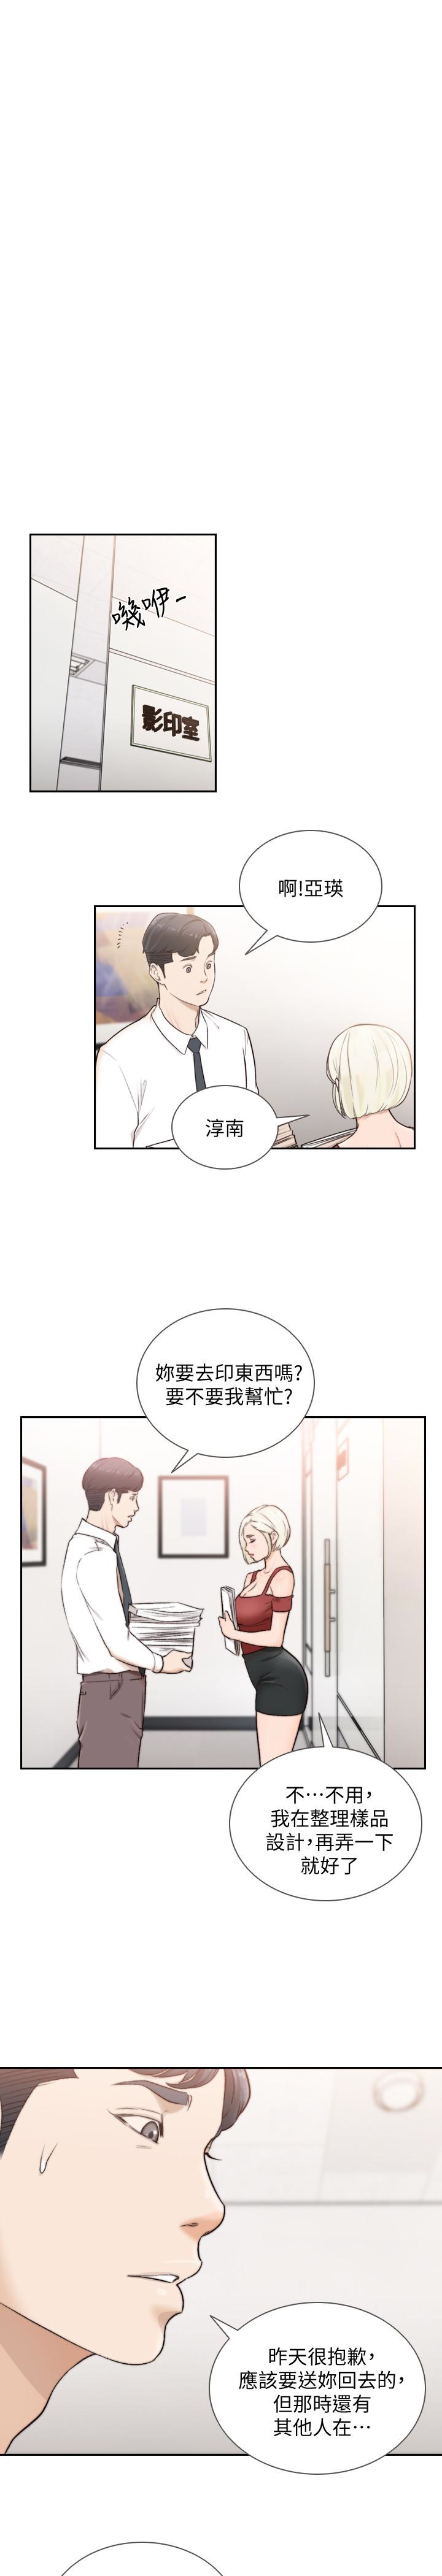 嘰咿-
影印室
啊!亞瑛
淳南
妳要去印東西嗎?
要不要我幫忙?
不…不用,
我在整理樣品
設計,再弄一下
就好了
昨天很抱歉,
應該要送妳回去的,
但那時還有
其他人在…